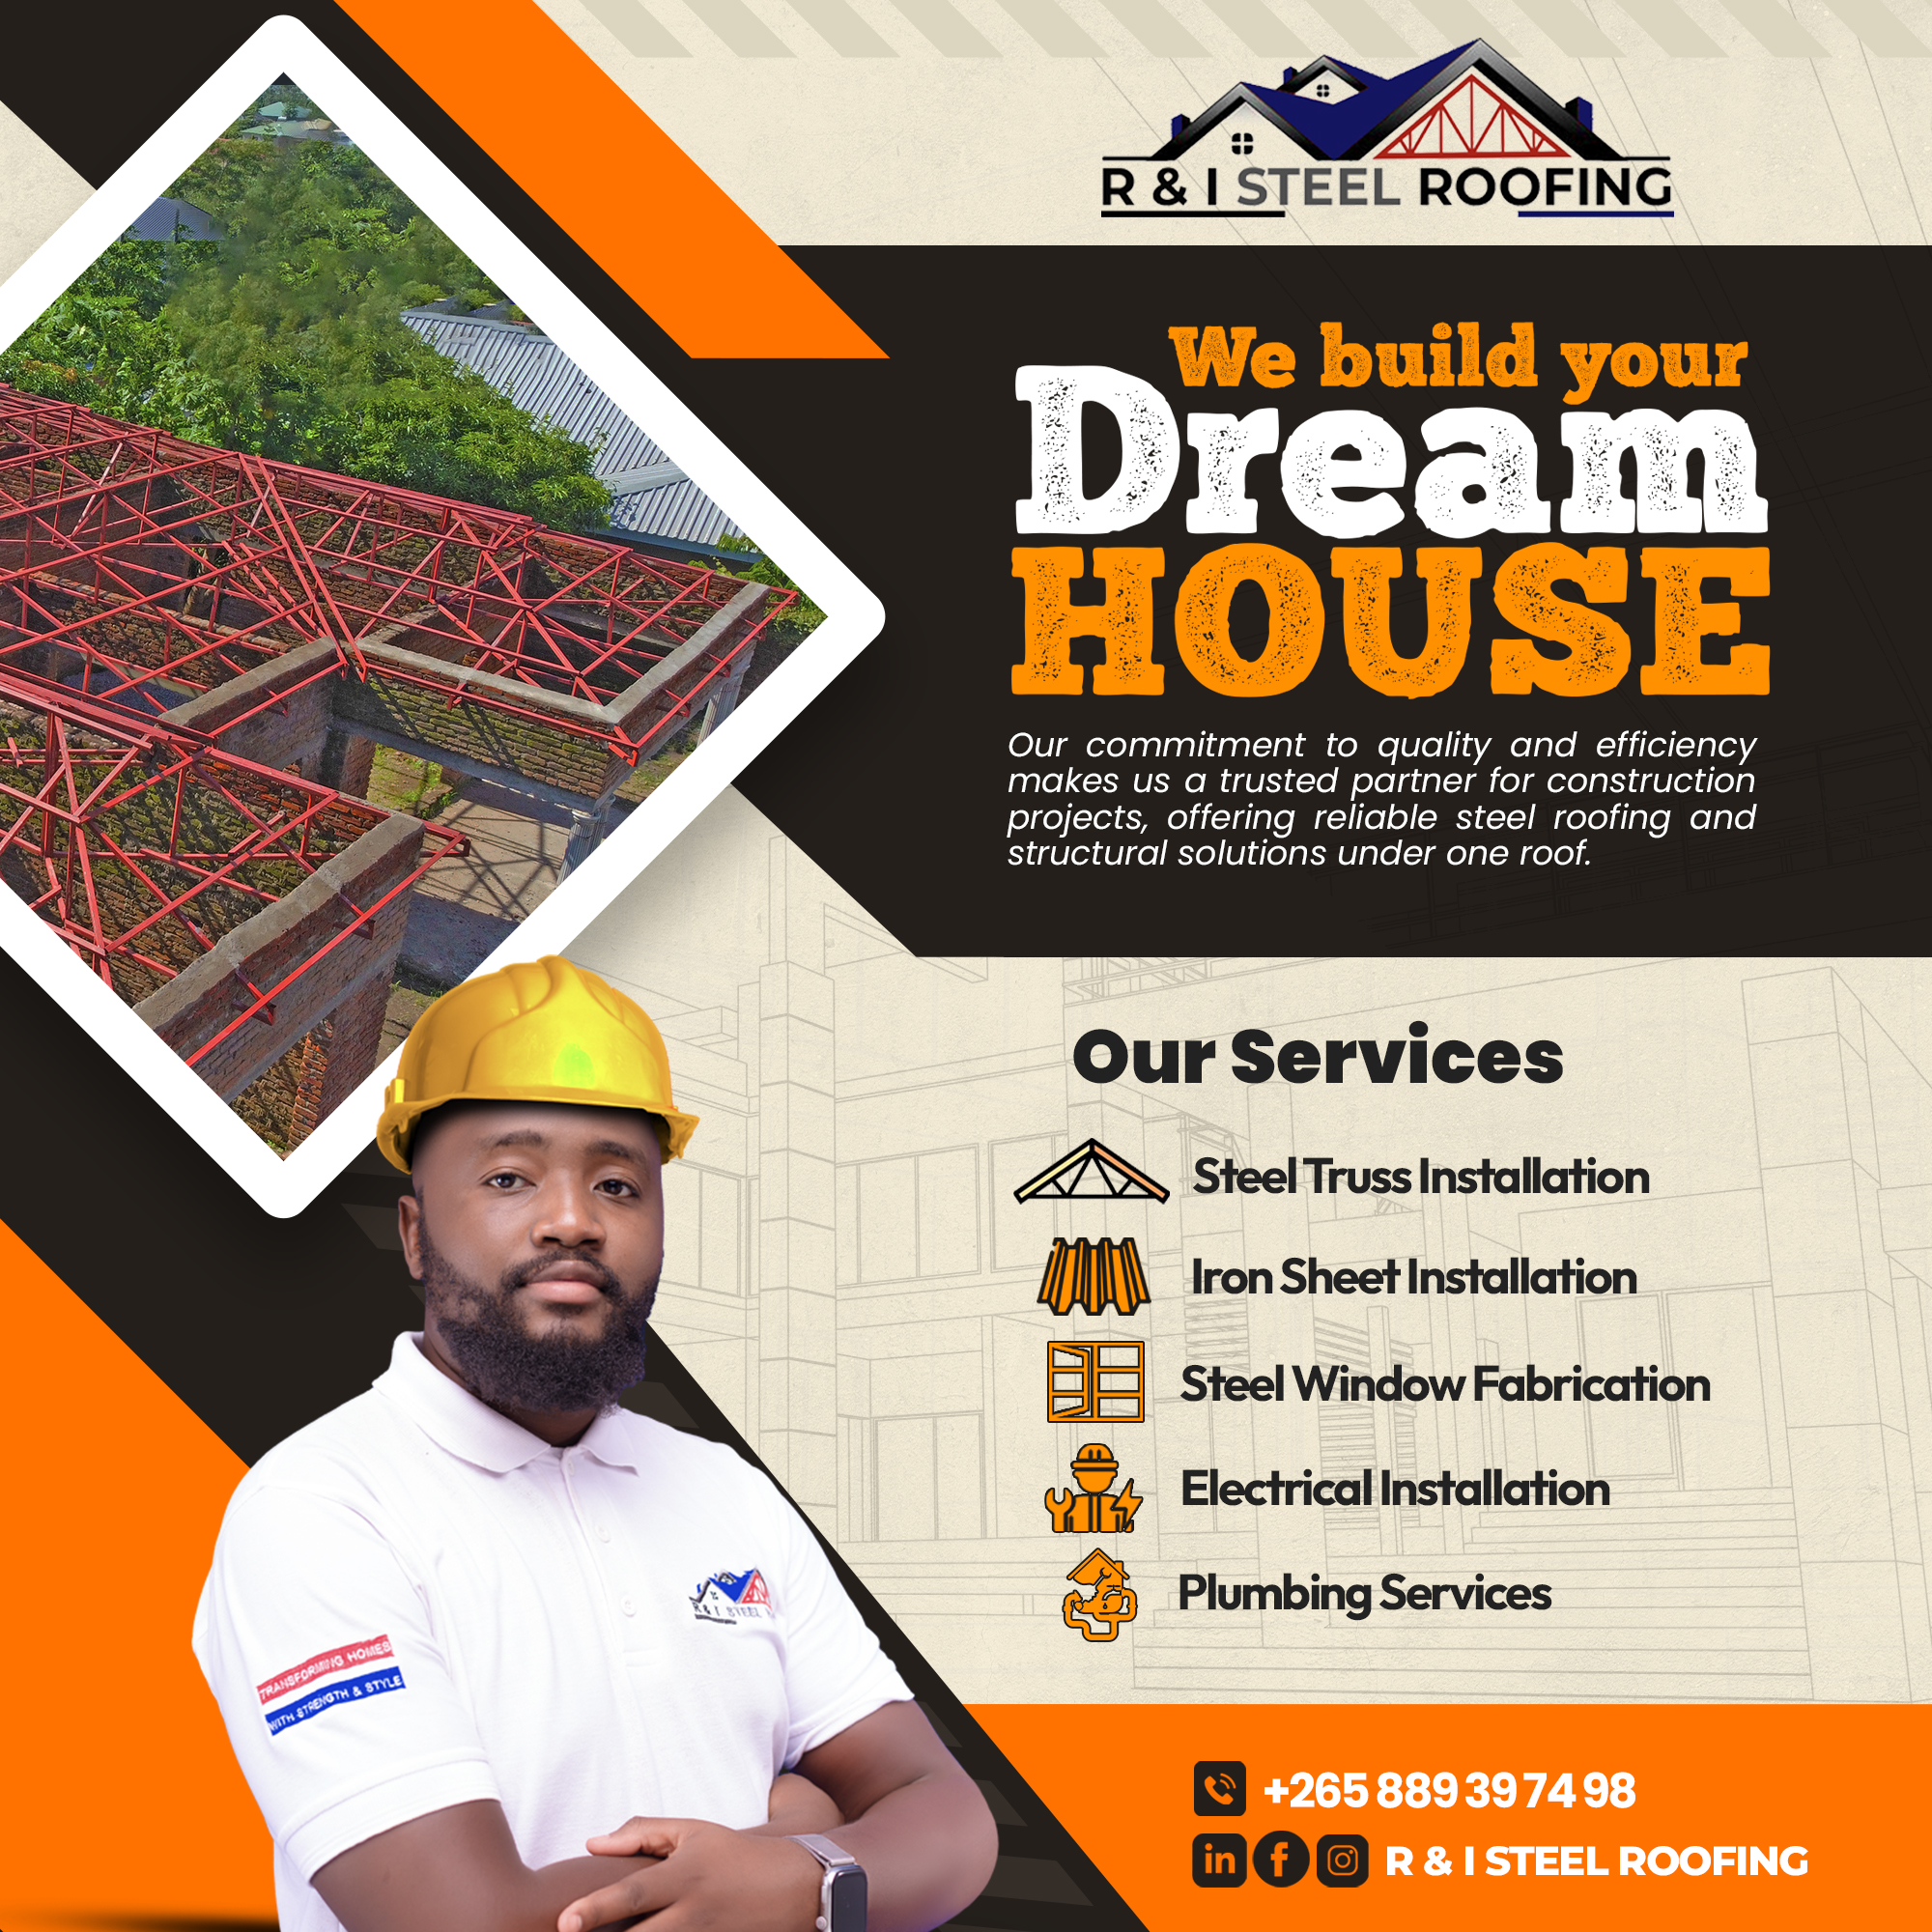 R & I STEEL ROOFING
We build your
Dream
HOUSE
Our commitment to quality and efficiency
makes us a trusted partner for construction
projects, offering reliable steel roofing and
structural solutions under one roof.
Our Services
Steel Truss Installation
Iron Sheet Installation
Steel Window Fabrication
Electrical Installation
Plumbing Services
R & I STEEL
TRANSFORMING HOMES
WITH STRENGTH & STYLE
+265 889 39 74 98
in f R & I STEEL ROOFING